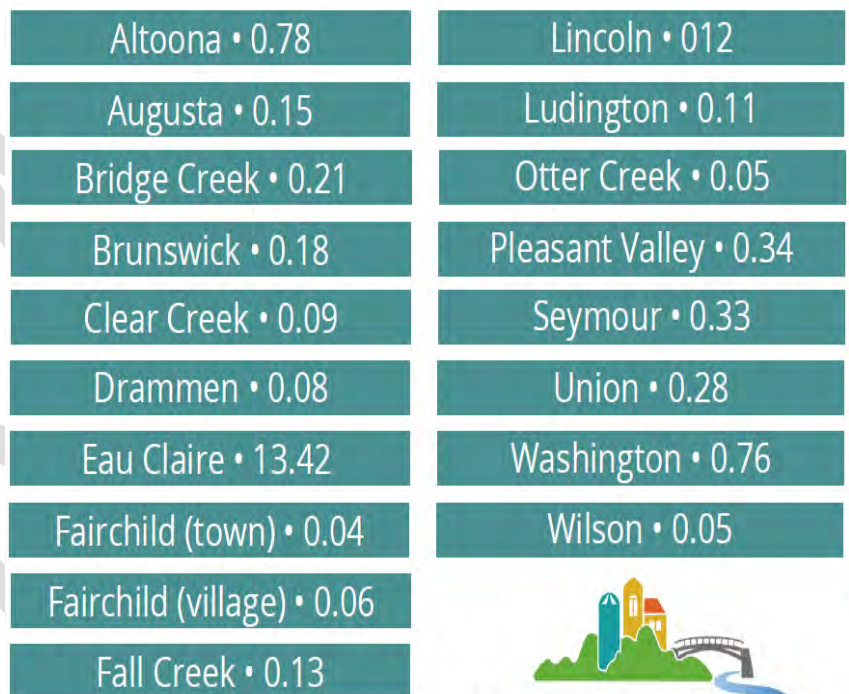 Altoona • 0.78
Augusta • 0.15
Bridge Creek • 0.21
Brunswick • 0.18
Clear Creek • 0.09
Drammen • 0.08
Eau Claire • 13.42
Fairchild (town) • 0.04
Fairchild (village) • 0.06
Fall Creek • 0.13
Lincoln • 012
Ludington • 0.11
Otter Creek • 0.05
Pleasant Valley • 0.34
Seymour • 0.33
Union • 0.28
Washington • 0.76
Wilson • 0.05